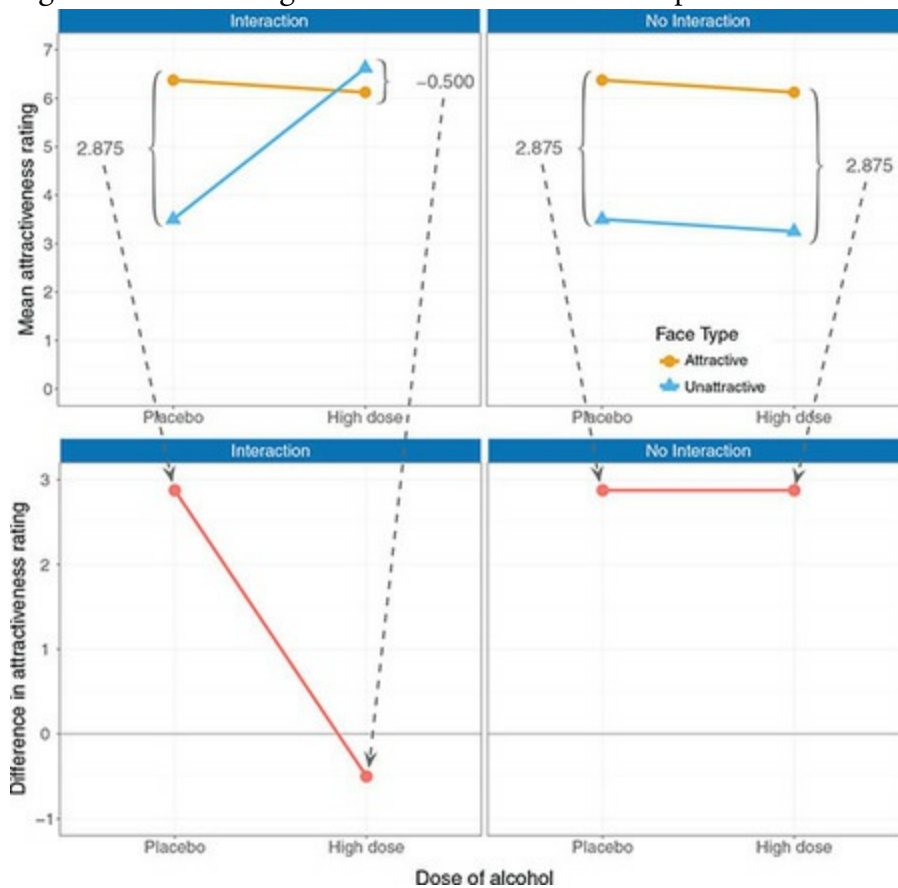 Interaction
No Interaction
Mean attractiveness rating
7
6
5
4
3
2
1
0
2.875
−0.500
2.875
2.875
Face Type
Attractive
Unattractive
Placebo
High dose
Placebo
High dose
Interaction
No Interaction
Difference in attractiveness rating
3
2
1
0
−1
Placebo
High dose
Placebo
High dose
Dose of alcohol